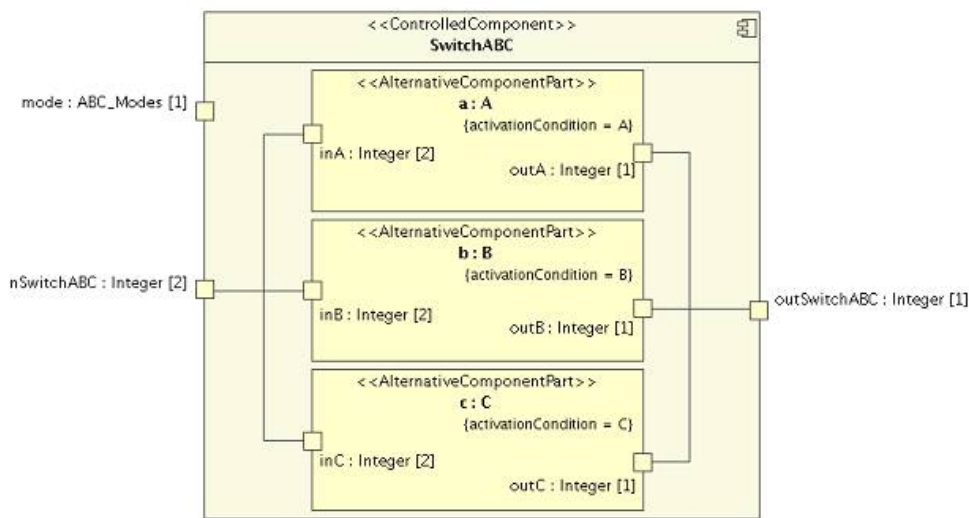 <<ControlledComponent>>
SwitchABC
mode : ABC_Modes [1]
<<AlternativeComponentPart>>
a : A
{activationCondition = A}
inA : Integer [2]
outA : Integer [1]
<<AlternativeComponentPart>>
b : B
{activationCondition = B}
nSwitchABC : Integer [2]
inB : Integer [2]
outB : Integer [1]
outSwitchABC : Integer [1]
<<AlternativeComponentPart>>
c : C
{activationCondition = C}
inC : Integer [2]
outC : Integer [1]